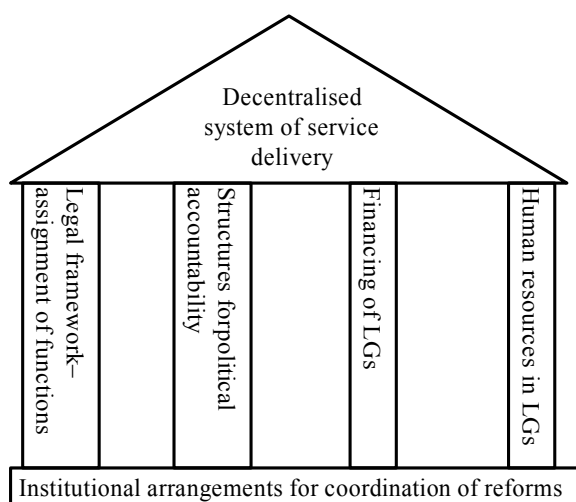 Decentralised
system of service
delivery
Legal framework–
assignment of functions
Structures forpolitical
accountability
Financing of LGs
Human resources in LGs
Institutional arrangements for coordination of reforms